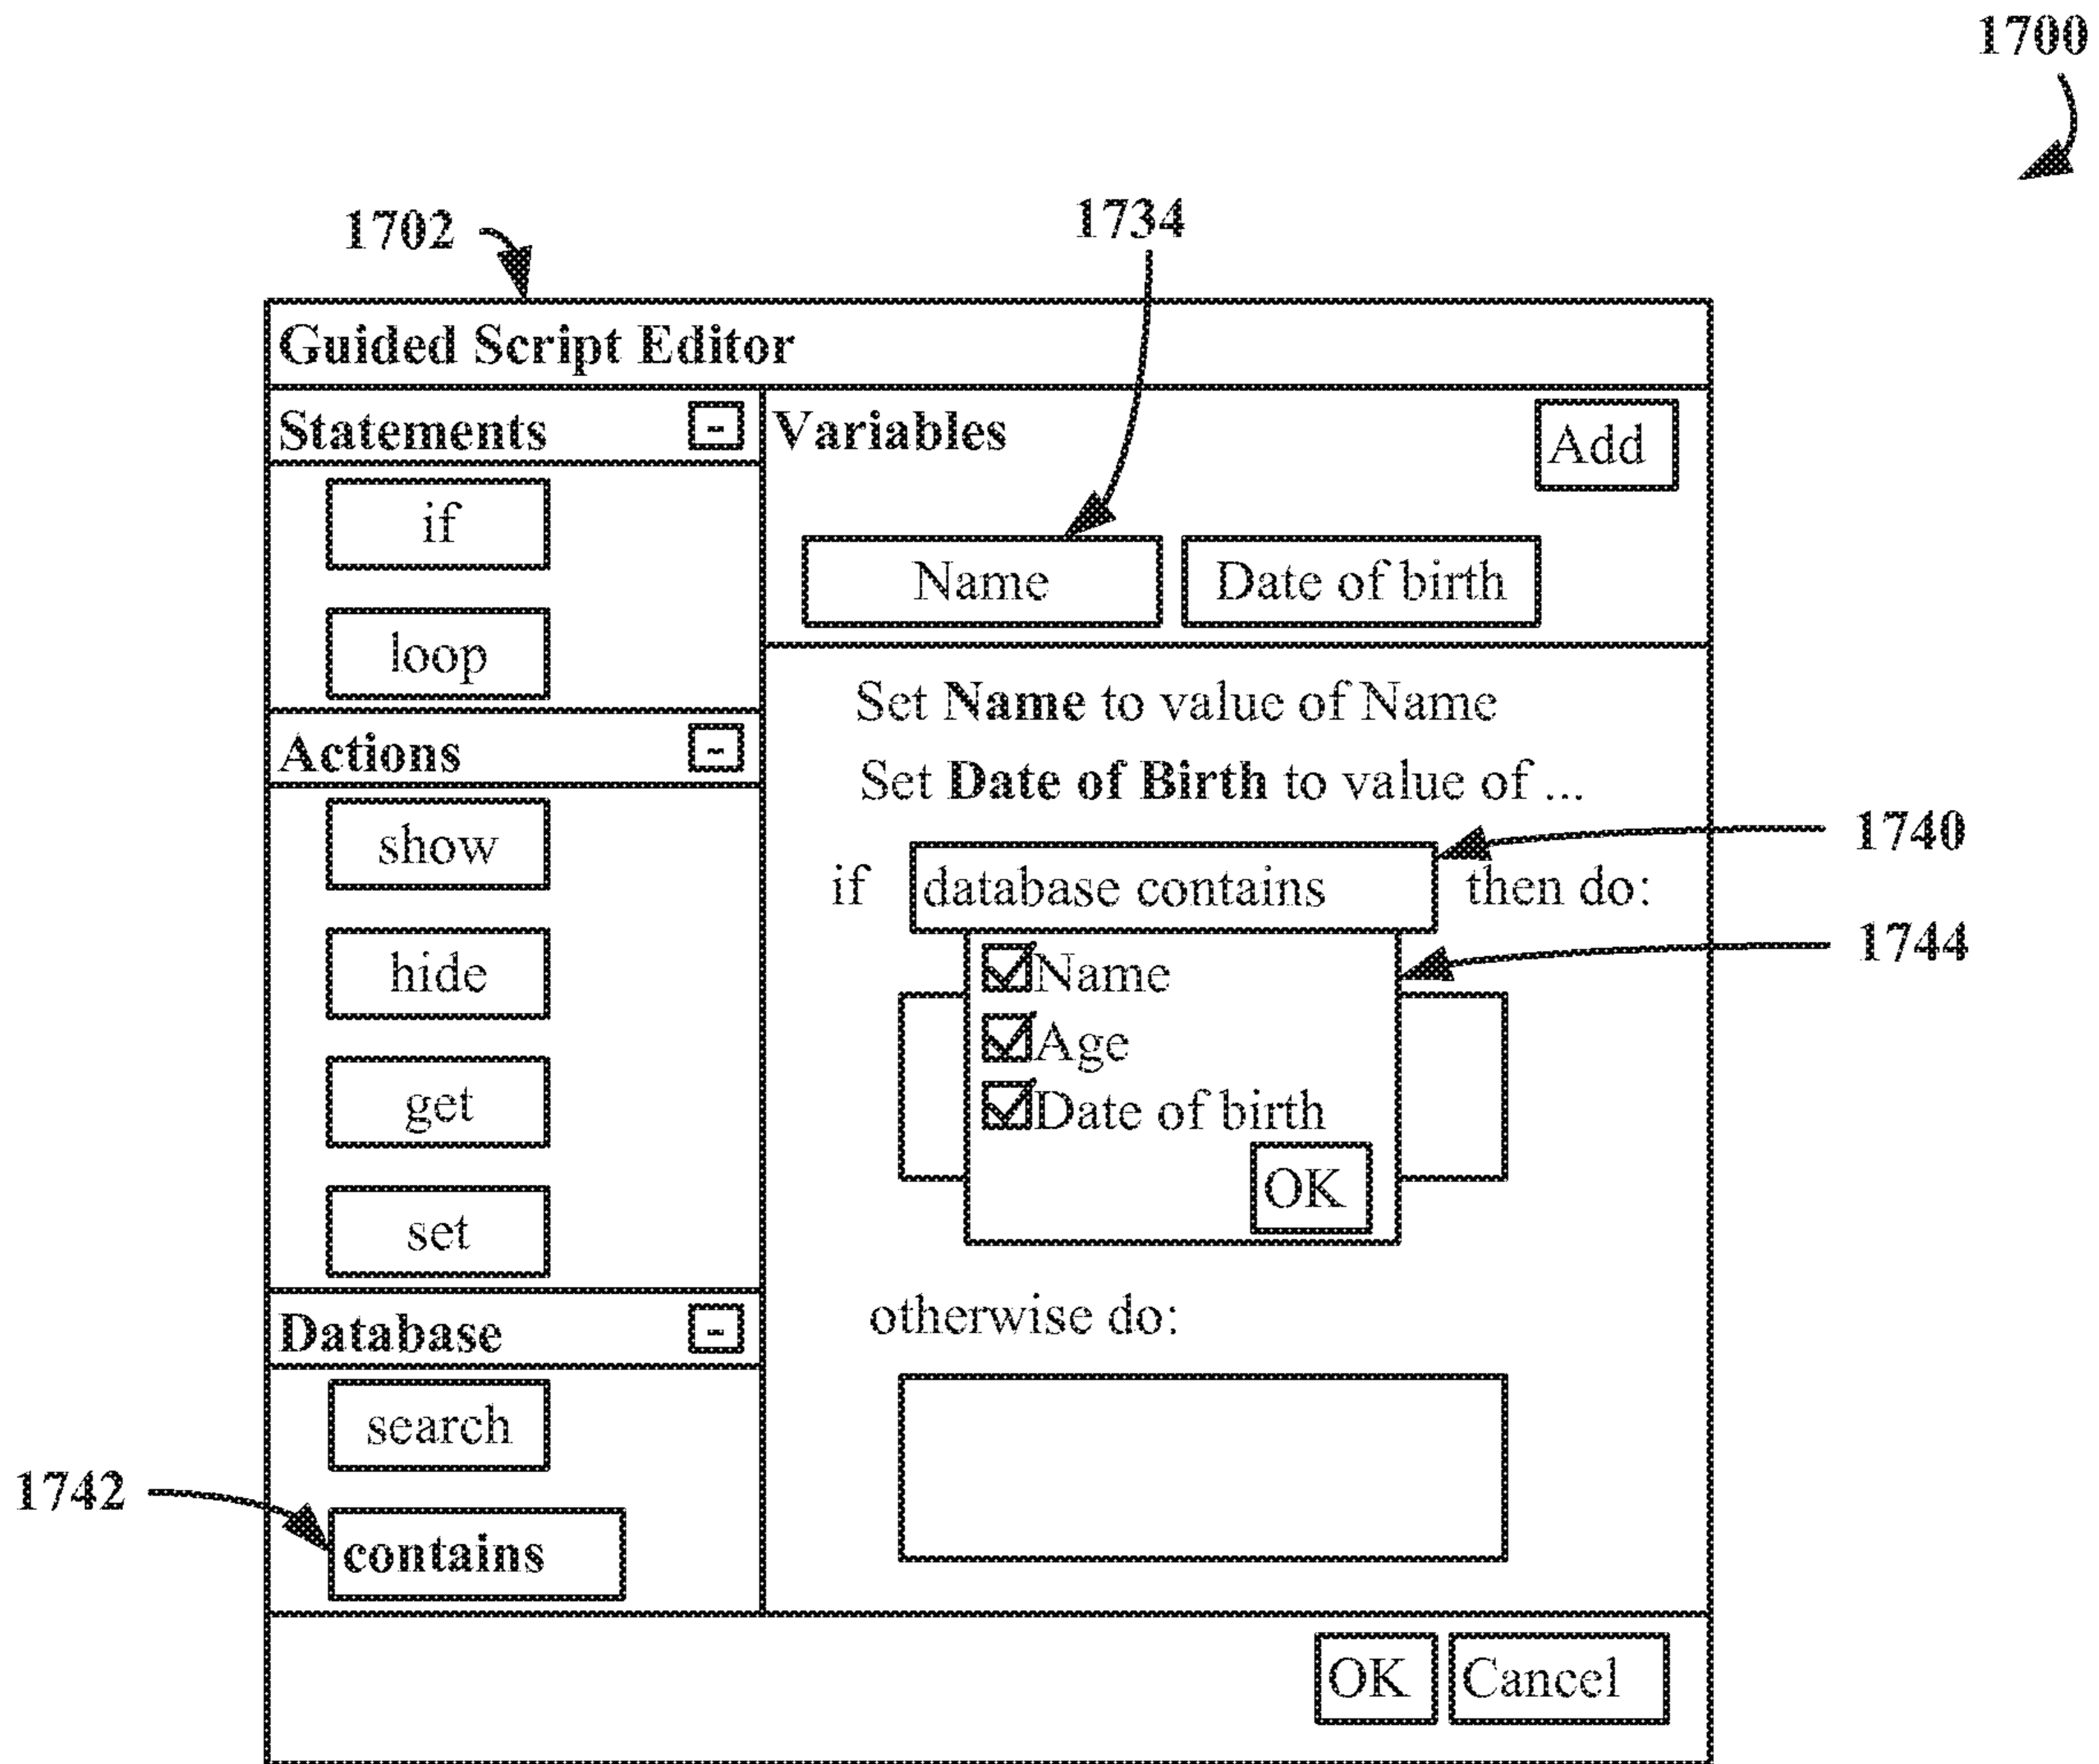 1700
1702
1734
Guided Script Editor
Statements
-
if
loop
Actions
-
show
hide
get
set
Database
-
search
1742
contains
Variables
Add
Name
Date of birth
Set Name to value of Name
Set Date of Birth to value of ...
1740
if database contains then do:
1744
Name
Age
Date of birth
OK
otherwise do:
OK
Cancel